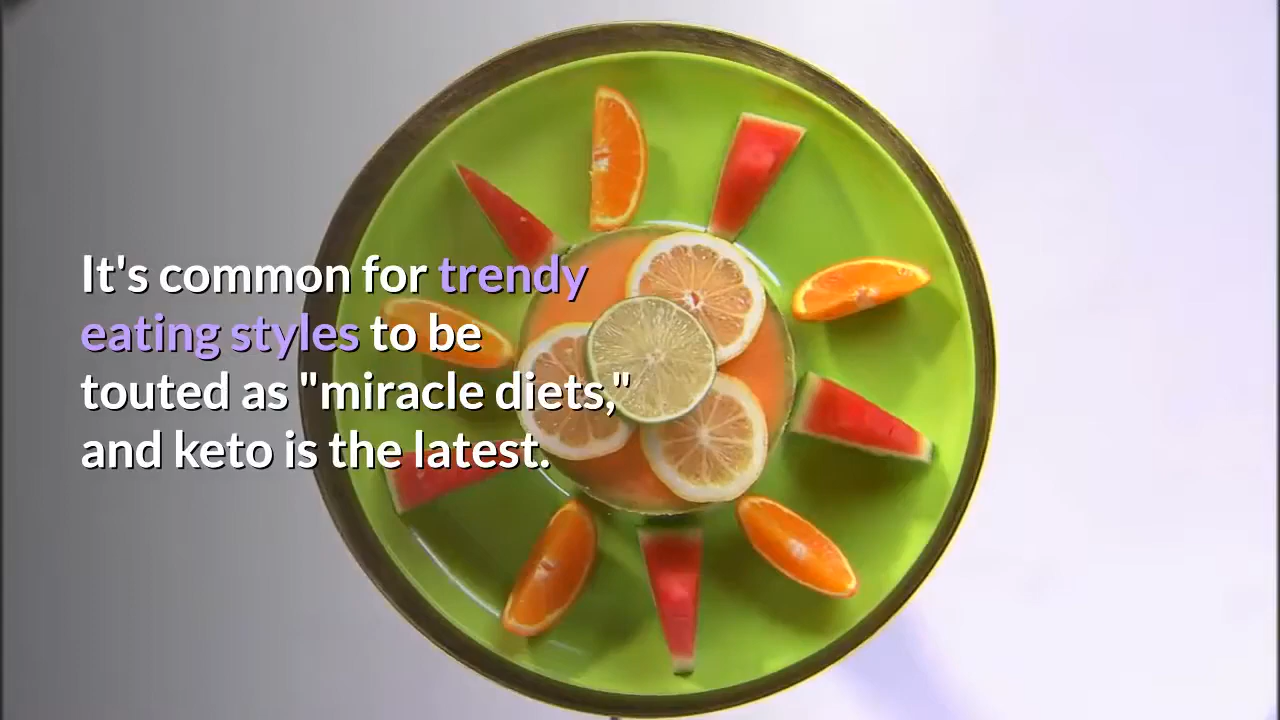 It's common for trendy
eating styles to be
touted as "miracle diets,"
and keto is the latest.